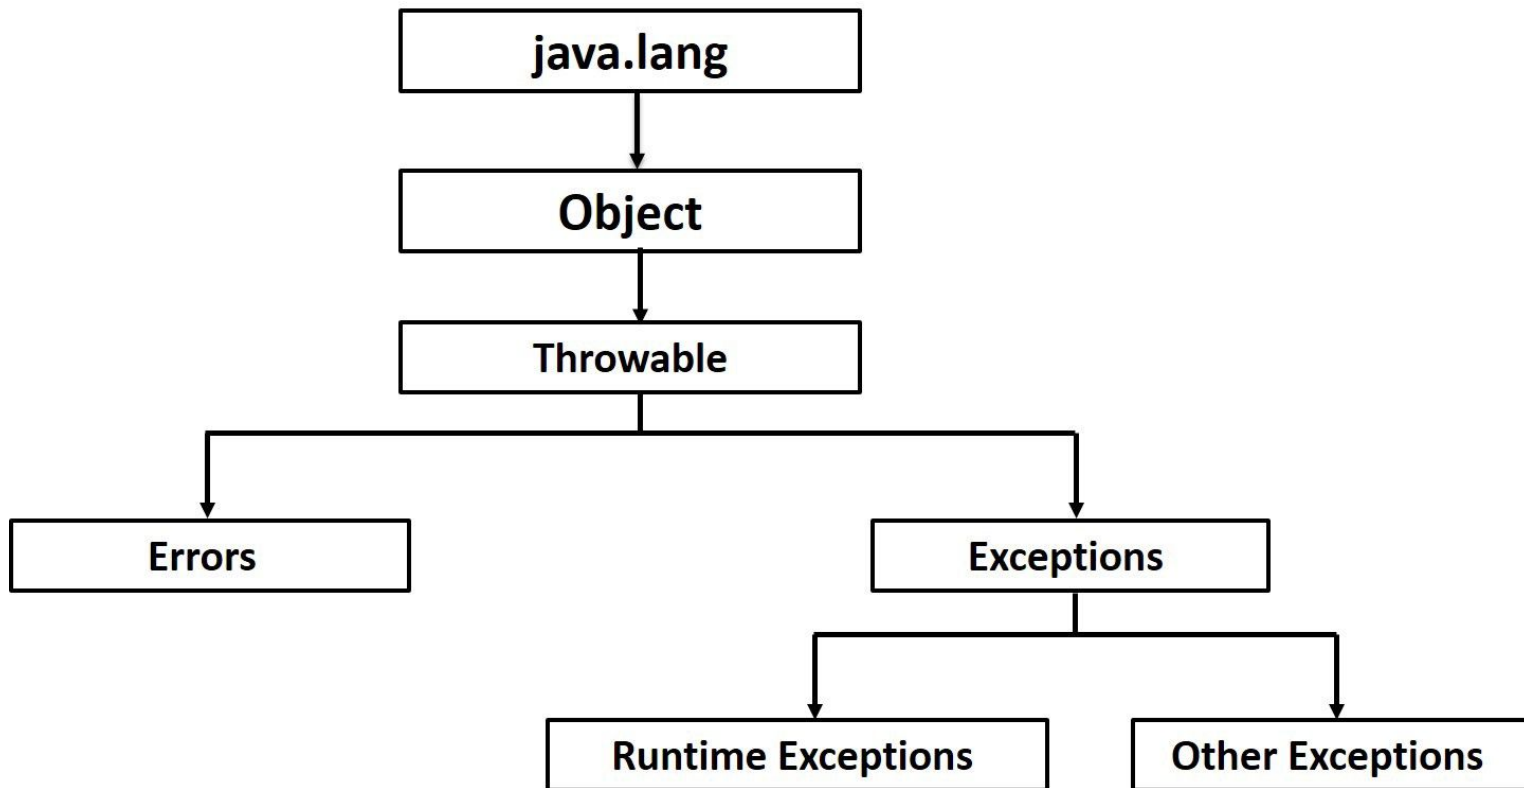 java.lang
Object
Throwable
Errors
Exceptions
Runtime Exceptions
Other Exceptions